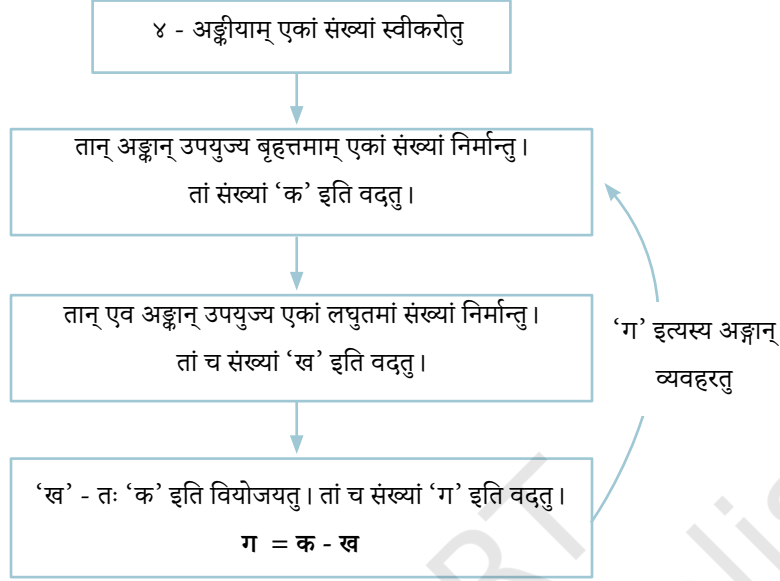 ४ - अङ्कीयाम् एकां संख्यां स्वीकरोतु
तान् अङ्कान् उपयुज्य बृहत्तमाम् एकां संख्यां निर्मान्तु।
तां संख्यां ‘क’ इति वदतु।
तान् एव अङ्कान् उपयुज्य एकां लघुतमां संख्यां निर्मान्तु।
तां च संख्यां ‘ख’ इति वदतु।
‘ग’ इत्यस्य अङ्गान्
व्यवहरतु
‘ख’ - तः ‘क’ इति वियोजयतु। तां च संख्यां ‘ग’ इति वदतु।
ग = क - ख